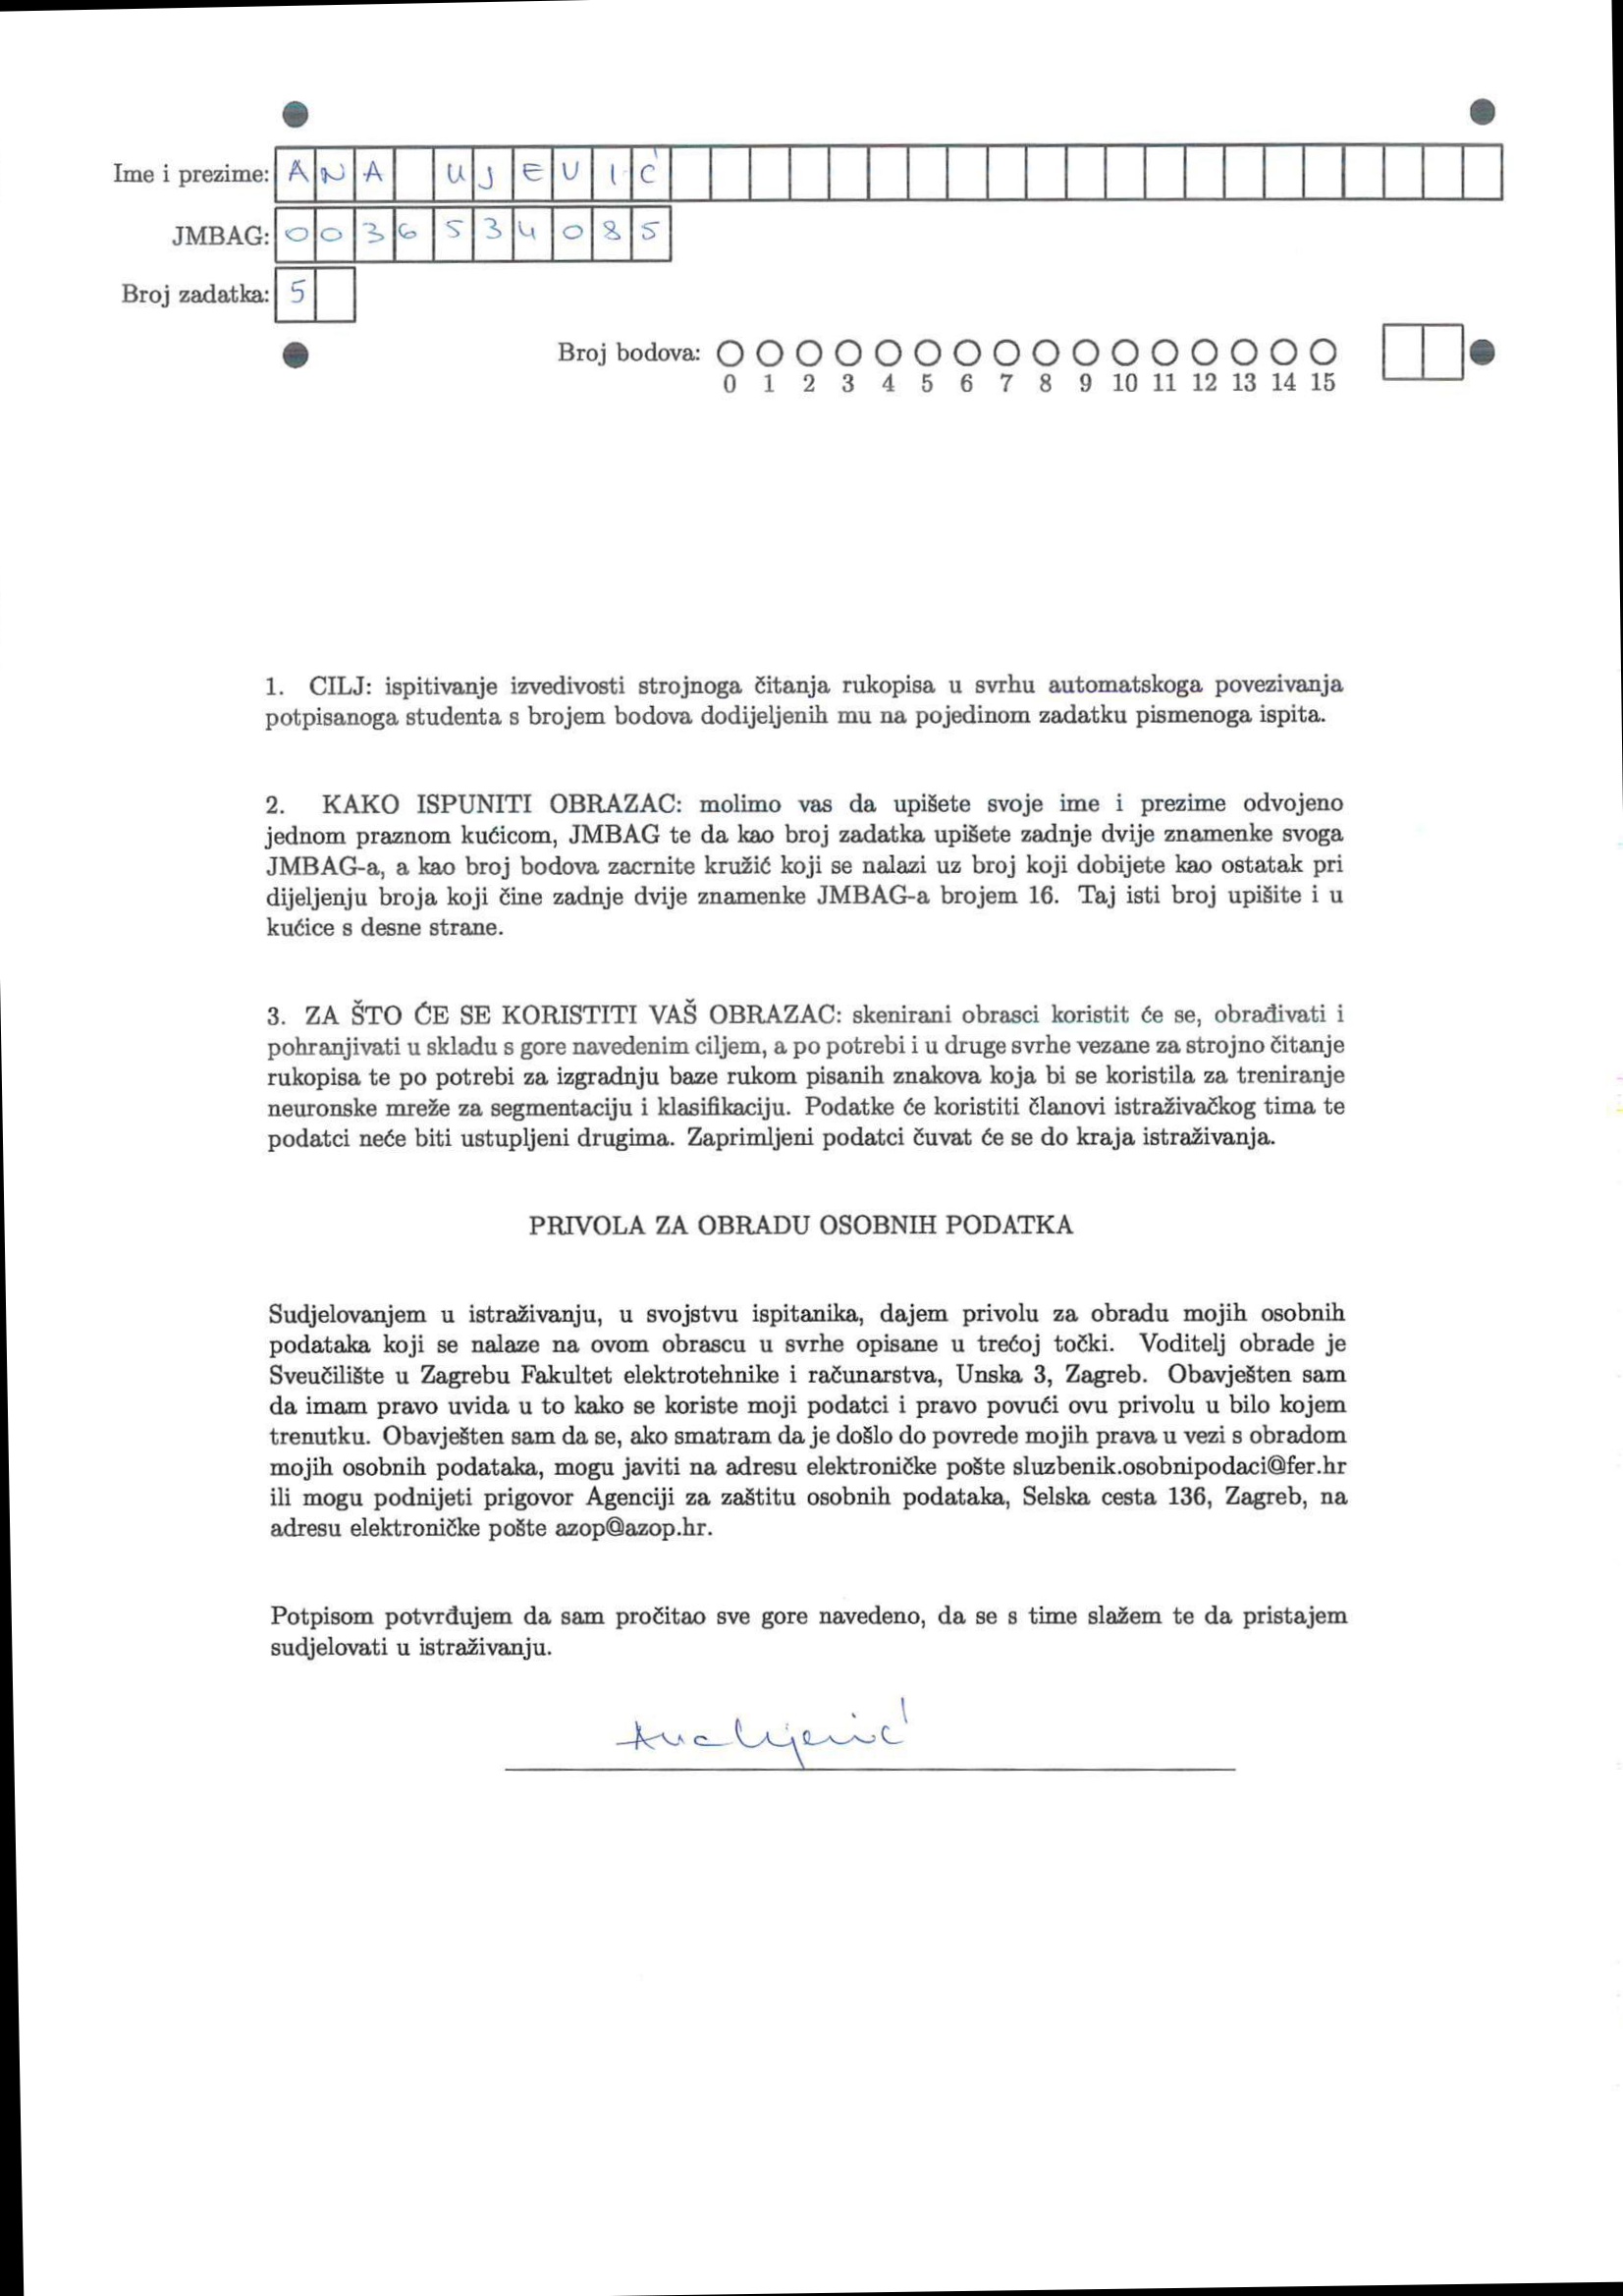 Ime i prezime: ANA UJEVIĆ
JMBAG: 0036534085
Broj zadatka: 5
Broj bodova:
0 1 2 3 4 5 6 7 8 9 10 11 12 13 14 15
1. CILJ: ispitivanje izvedivosti strojnoga čitanja rukopisa u svrhu automatskoga povezivanja
potpisanoga studenta s brojem bodova dodijeljenih mu na pojedinom zadatku pismenoga ispita.
2. KAKO ISPUNITI OBRAZAC: molimo vas da upišete svoje ime i prezime odvojeno
jednom praznom kućicom, JMBAG te da kao broj zadatka upišete zadnje dvije znamenke svoga
JMBAG-a, a kao broj bodova zacrnite kružić koji se nalazi uz broj koji dobijete kao ostatak pri
dijeljenju broja koji čine zadnje dvije znamenke JMBAG-a brojem 16. Taj isti broj upišite i u
kućice s desne strane.
3. ZA ŠTO ĆE SE KORISTITI VAŠ OBRAZAC: skenirani obrasci koristit će se, obrađivati i
pohranjivati u skladu s gore navedenim ciljem, a po potrebi i u druge svrhe vezane za strojno čitanje
rukopisa te po potrebi za izgradnju baze rukom pisanih znakova koja bi se koristila za treniranje
neuronske mreže za segmentaciju i klasifikaciju. Podatke će koristiti članovi istraživačkog tima te
podatci neće biti ustupljeni drugima. Zaprimljeni podatci čuvat će se do kraja istraživanja.
PRIVOLA ZA OBRADU OSOBNIH PODATKA
Sudjelovanjem u istraživanju, u svojstvu ispitanika, dajem privolu za obradu mojih osobnih
podataka koji se nalaze na ovom obrascu u svrhe opisane u trećoj točki. Voditelj obrade je
Sveučilište u Zagrebu Fakultet elektrotehnike i računarstva, Unska 3, Zagreb. Obavješten sam
da imam pravo uvida u to kako se koriste moji podatci i pravo povući ovu privolu u bilo kojem
trenutku. Obavješten sam da se, ako smatram da je došlo do povrede mojih prava u vezi s obradom
mojih osobnih podataka, mogu javiti na adresu elektroničke pošte sluzbenik.osobnipodaci@fer.hr
ili mogu podnijeti prigovor Agenciji za zaštitu osobnih podataka, Selska cesta 136, Zagreb, na
adresu elektroničke pošte azop@azop.hr.
Potpisom potvrđujem da sam pročitao sve gore navedeno, da se s time slažem te da pristajem
sudjelovati u istraživanju.
Ana Ujević